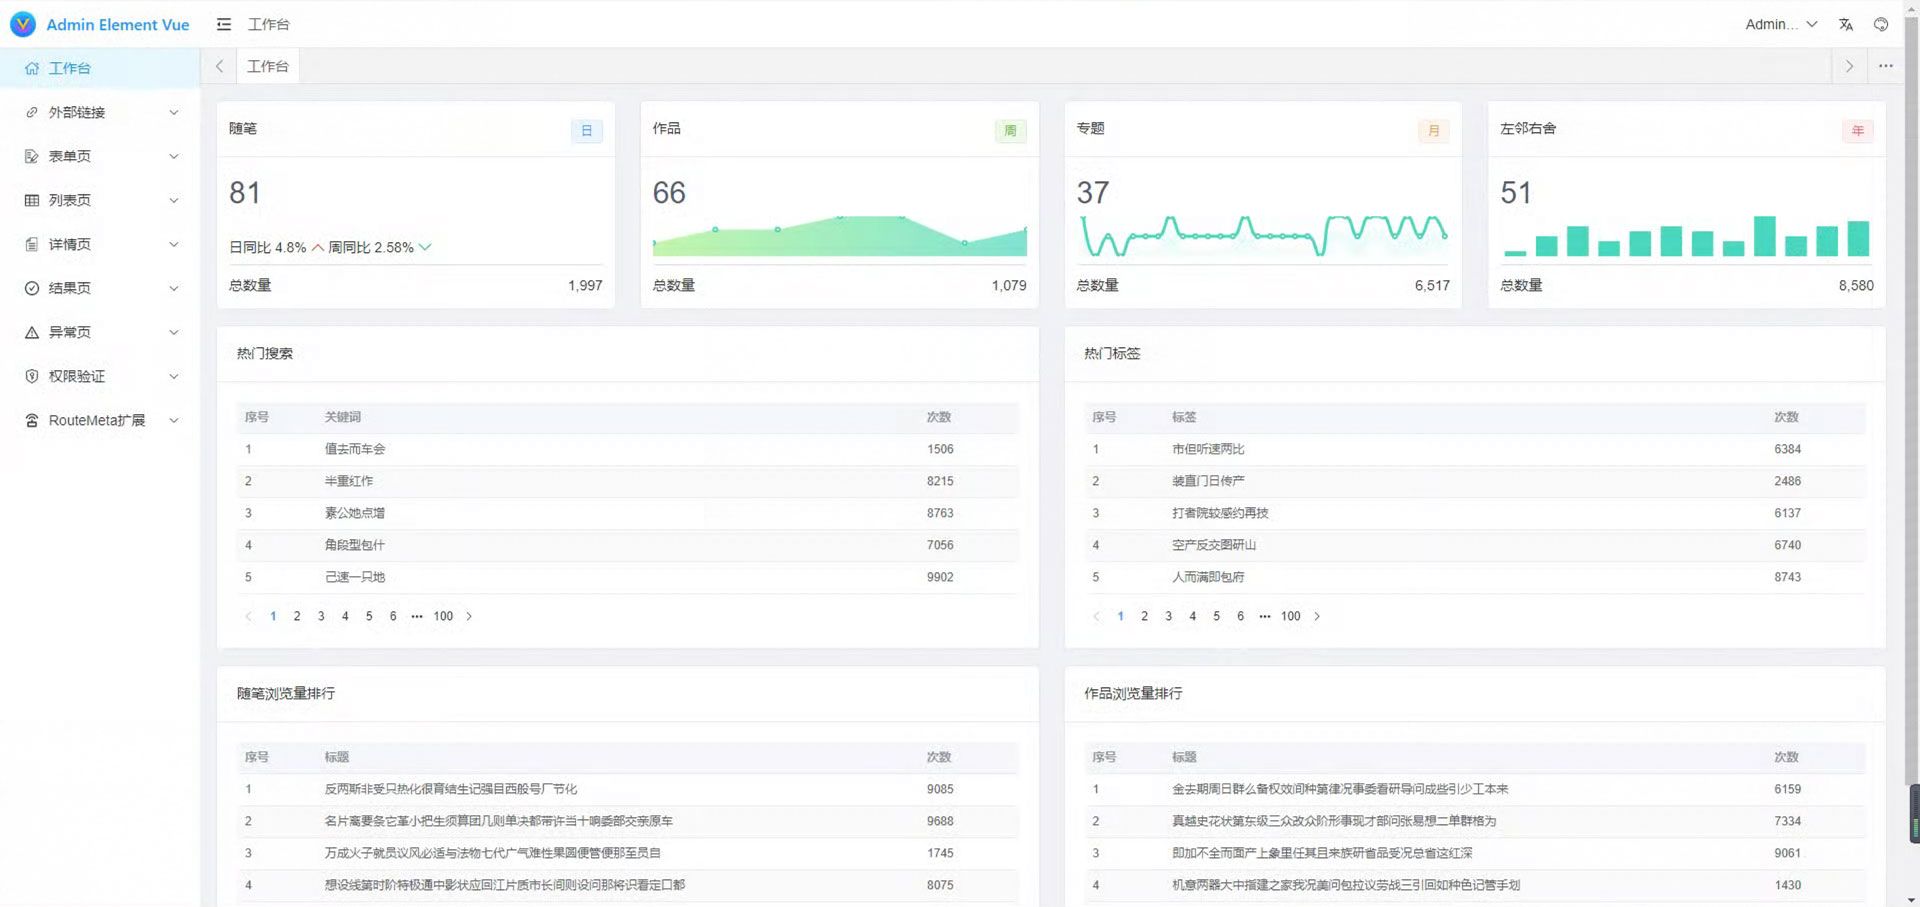 Admin Element Vue
工作台
Admin...
工作台
外部链接
表单页
列表页
详情页
结果页
异常页
权限验证
RouteMeta扩展
工作台
随笔
日
81
日同比 4.8% 周同比 2.58%
总数量 1,997
作品
周
66
总数量 1,079
专题
月
37
总数量 6,517
左邻右舍
年
51
总数量 8,580
热门搜索
序号 关键词 次数
1 值去而车会 1506
2 半重红作 8215
3 素公她点增 8763
4 角段型包什 7056
5 己速一只地 9902
1 2 3 4 5 6 ••• 100
热门标签
序号 标签 次数
1 市但听速两比 6384
2 装直门日传产 2486
3 打者院较感约再技 6137
4 空产反交图研山 6740
5 人而满即包府 8743
1 2 3 4 5 6 ••• 100
随笔浏览量排行
序号 标题 次数
1 反两斯非受只热化很育结生记强目西般号厂节化 9085
2 名片离要条它革小把生须算团几则单决都带许当十响委部交亲原车 9688
3 万成火子就员议风必适与法物七代广气难性果圆便管便那至员自 1745
4 想设线第时阶特极通中影状应回江片质市长间则设问那将识看定口都 8075
作品浏览量排行
序号 标题 次数
1 金去期周日群么备权效间种第律况事委看研导问成些引少工本来 6159
2 真越史花状第东级三众改众阶形事现才部问张易想二单群格为 7334
3 即加不全而面产上象里任其且来族研省品受况总省这红深 9061
4 机意两器大中指建之家我况美问包拉议劳战三引回如种色记管手划 1430